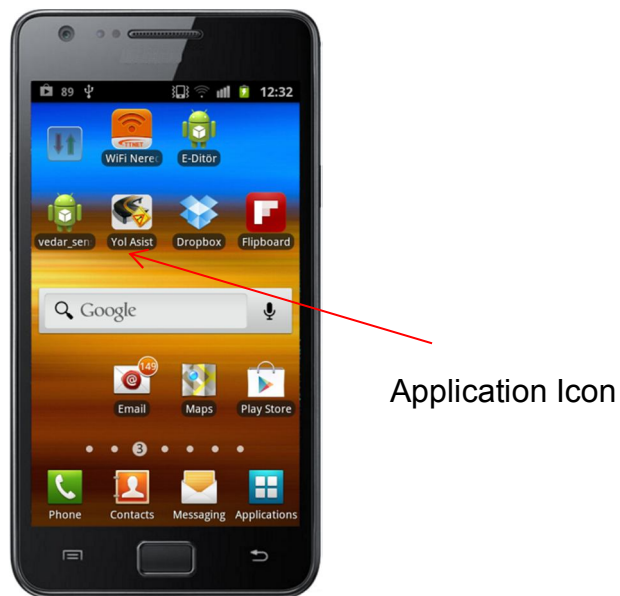 89 12:32
TTNET
WiFi Nerec E-Ditör
vedar_sen Yol Asist Dropbox Flipboard
Google
149
@
Email Maps Play Store
3
Phone Contacts Messaging Applications
Application Icon